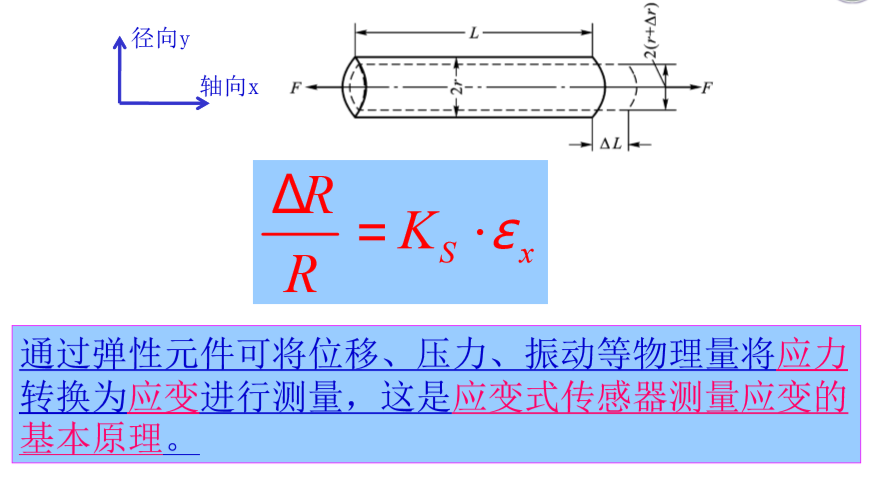 径向y
轴向x
L
2(r+Δr)
F
2r
F
ΔL
ΔR/R = K_S · ε_x
通过弹性元件可将位移、压力、振动等物理量将应力
转换为应变进行测量，这是应变式传感器测量应变的
基本原理。